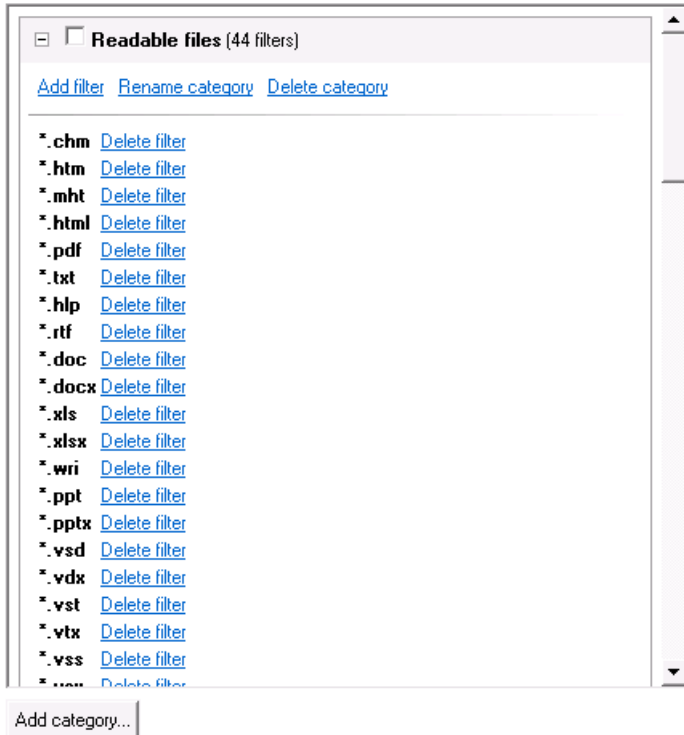 Readable files (44 filters)
Add filter Rename category Delete category
*.chm Delete filter
*.htm Delete filter
*.mht Delete filter
*.html Delete filter
*.pdf Delete filter
*.txt Delete filter
*.hlp Delete filter
*.rtf Delete filter
*.doc Delete filter
*.docx Delete filter
*.xls Delete filter
*.xlsx Delete filter
*.wri Delete filter
*.ppt Delete filter
*.pptx Delete filter
*.vsd Delete filter
*.vdx Delete filter
*.vst Delete filter
*.vtx Delete filter
*.vss Delete filter
Delete filter
Add category...